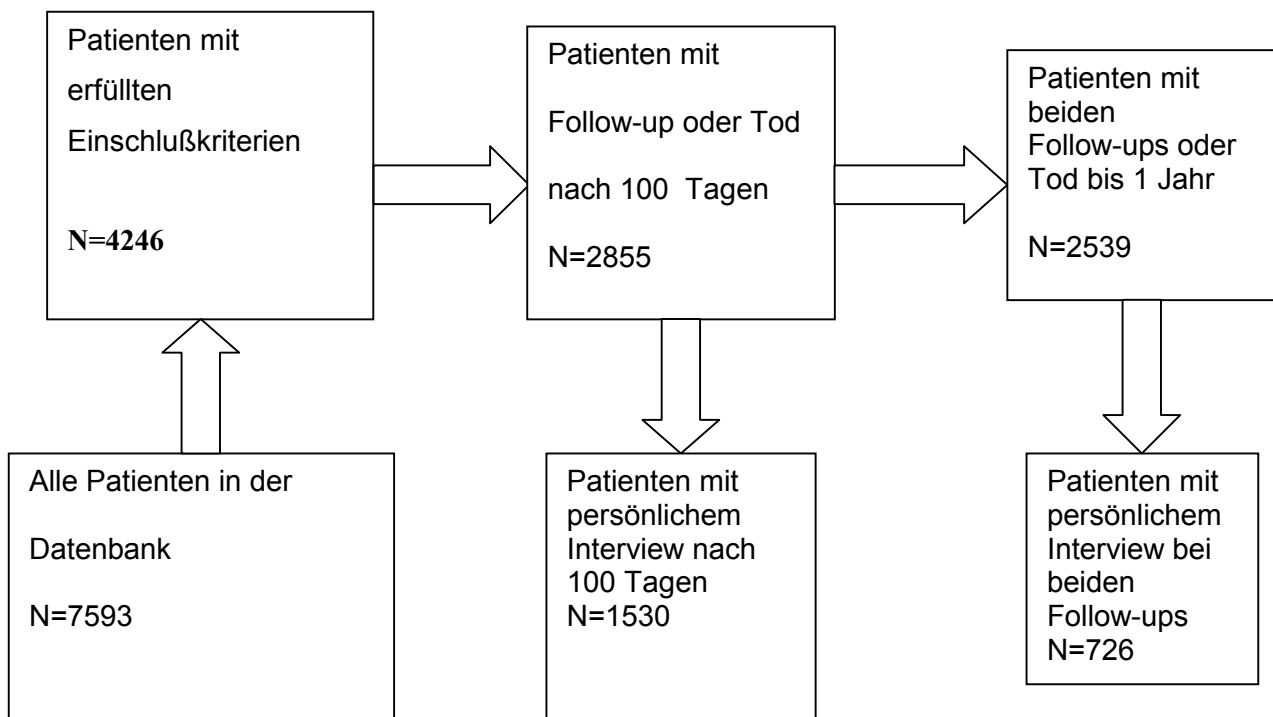 Patienten mit
erfüllten
Einschlußkriterien
N=4246
Patienten mit
Follow-up oder Tod
nach 100 Tagen
N=2855
Patienten mit
beiden
Follow-ups oder
Tod bis 1 Jahr
N=2539
Alle Patienten in der
Datenbank
N=7593
Patienten mit
persönlichem
Interview nach
100 Tagen
N=1530
Patienten mit
persönlichem
Interview bei
beiden
Follow-ups
N=726